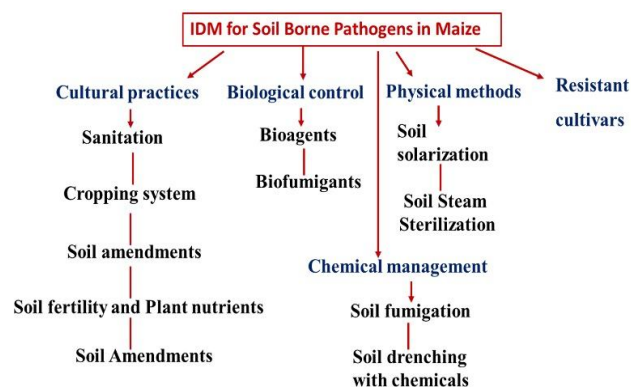 IDM for Soil Borne Pathogens in Maize
Cultural practices
Sanitation
Cropping system
Soil amendments
Soil fertility and Plant nutrients
Soil Amendments
Biological control
Bioagents
Biofumigants
Physical methods
Soil
solarization
Soil Steam
Sterilization
Chemical management
Soil fumigation
Soil drenching
with chemicals
Resistant
cultivars